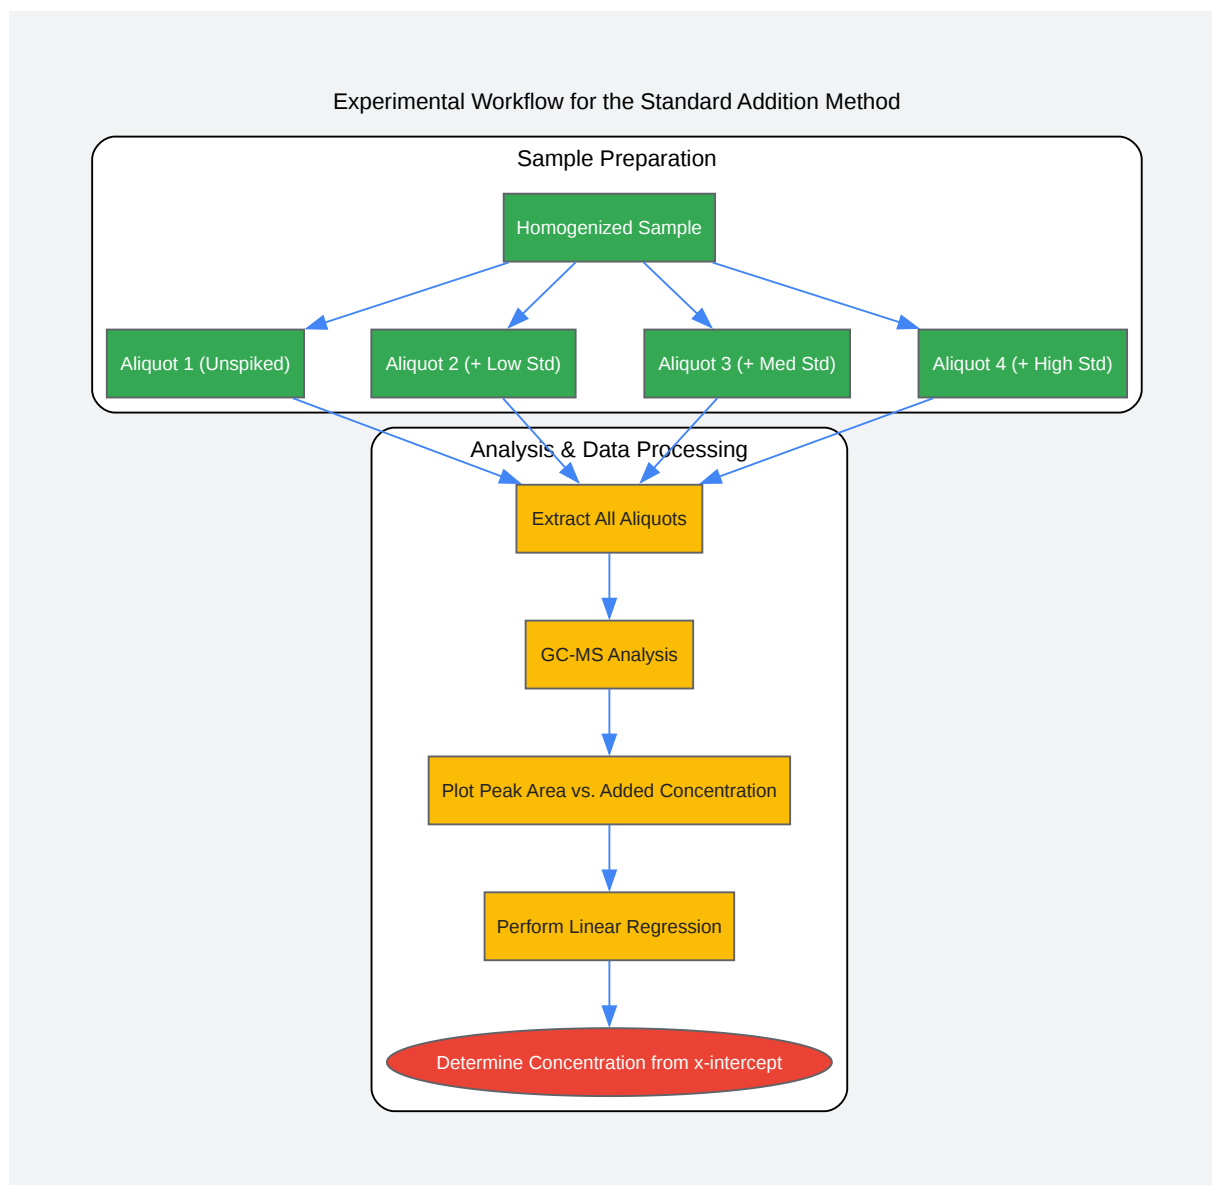 Experimental Workflow for the Standard Addition Method
Sample Preparation
Homogenized Sample
Aliquot 1 (Unspiked)
Aliquot 2 (+ Low Std)
Aliquot 3 (+ Med Std)
Aliquot 4 (+ High Std)
Analysis & Data Processing
Extract All Aliquots
GC-MS Analysis
Plot Peak Area vs. Added Concentration
Perform Linear Regression
Determine Concentration from x-intercept